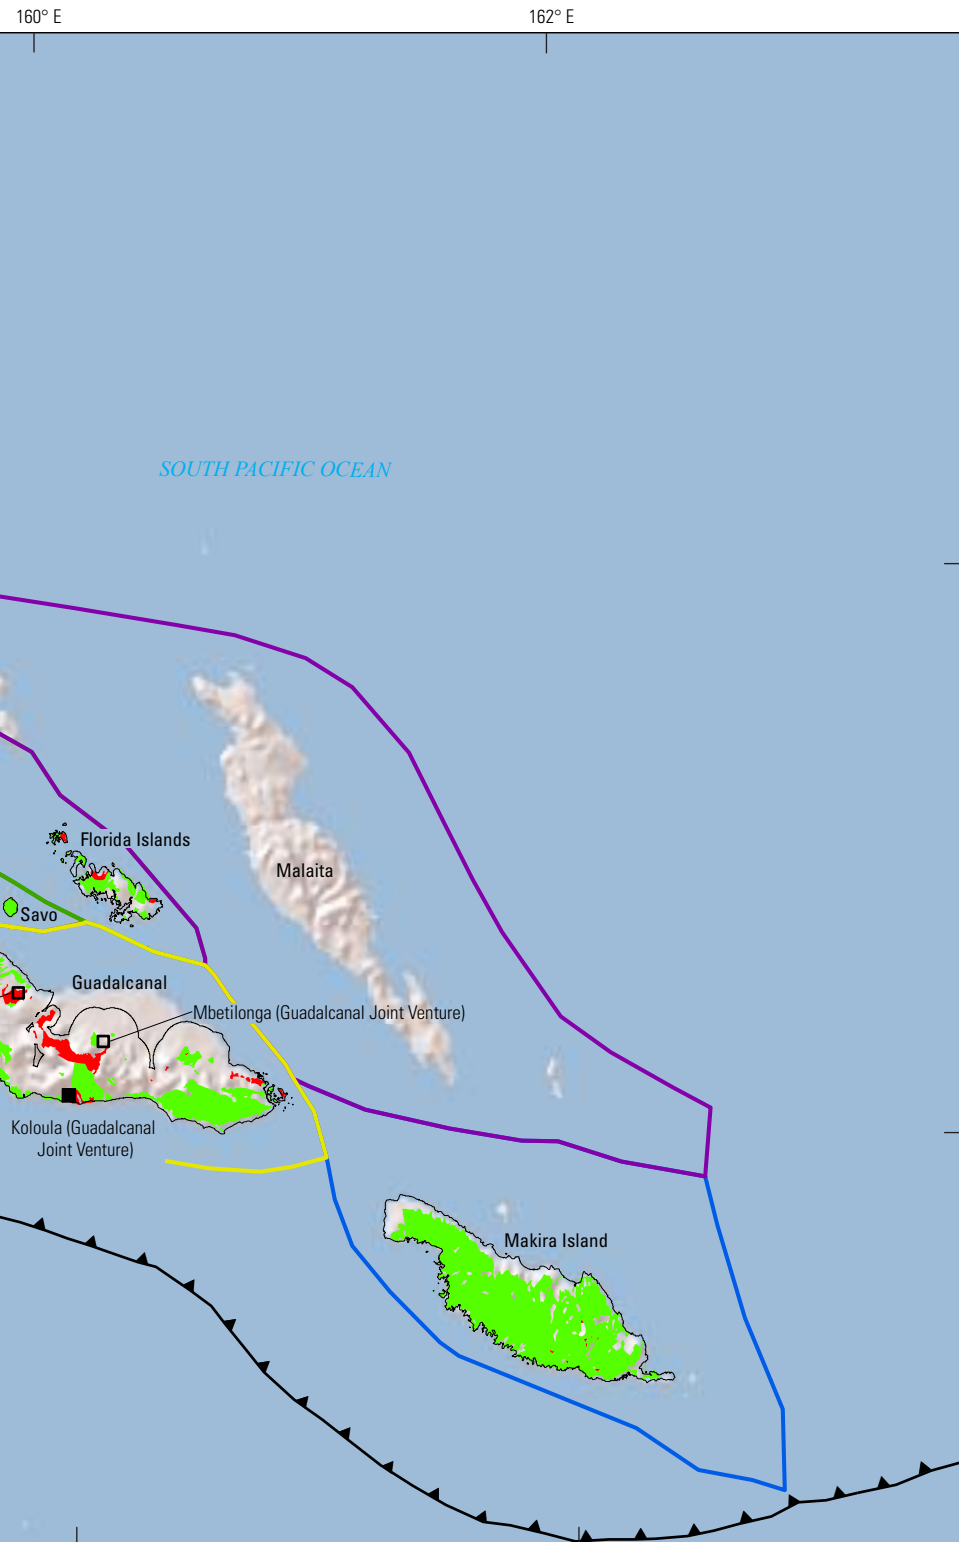 160° E
162° E
SOUTH PACIFIC OCEAN
Florida Islands
Malaita
Savo
Guadalcanal
Mbetilonga (Guadalcanal Joint Venture)
Koloula (Guadalcanal
Joint Venture)
Makira Island